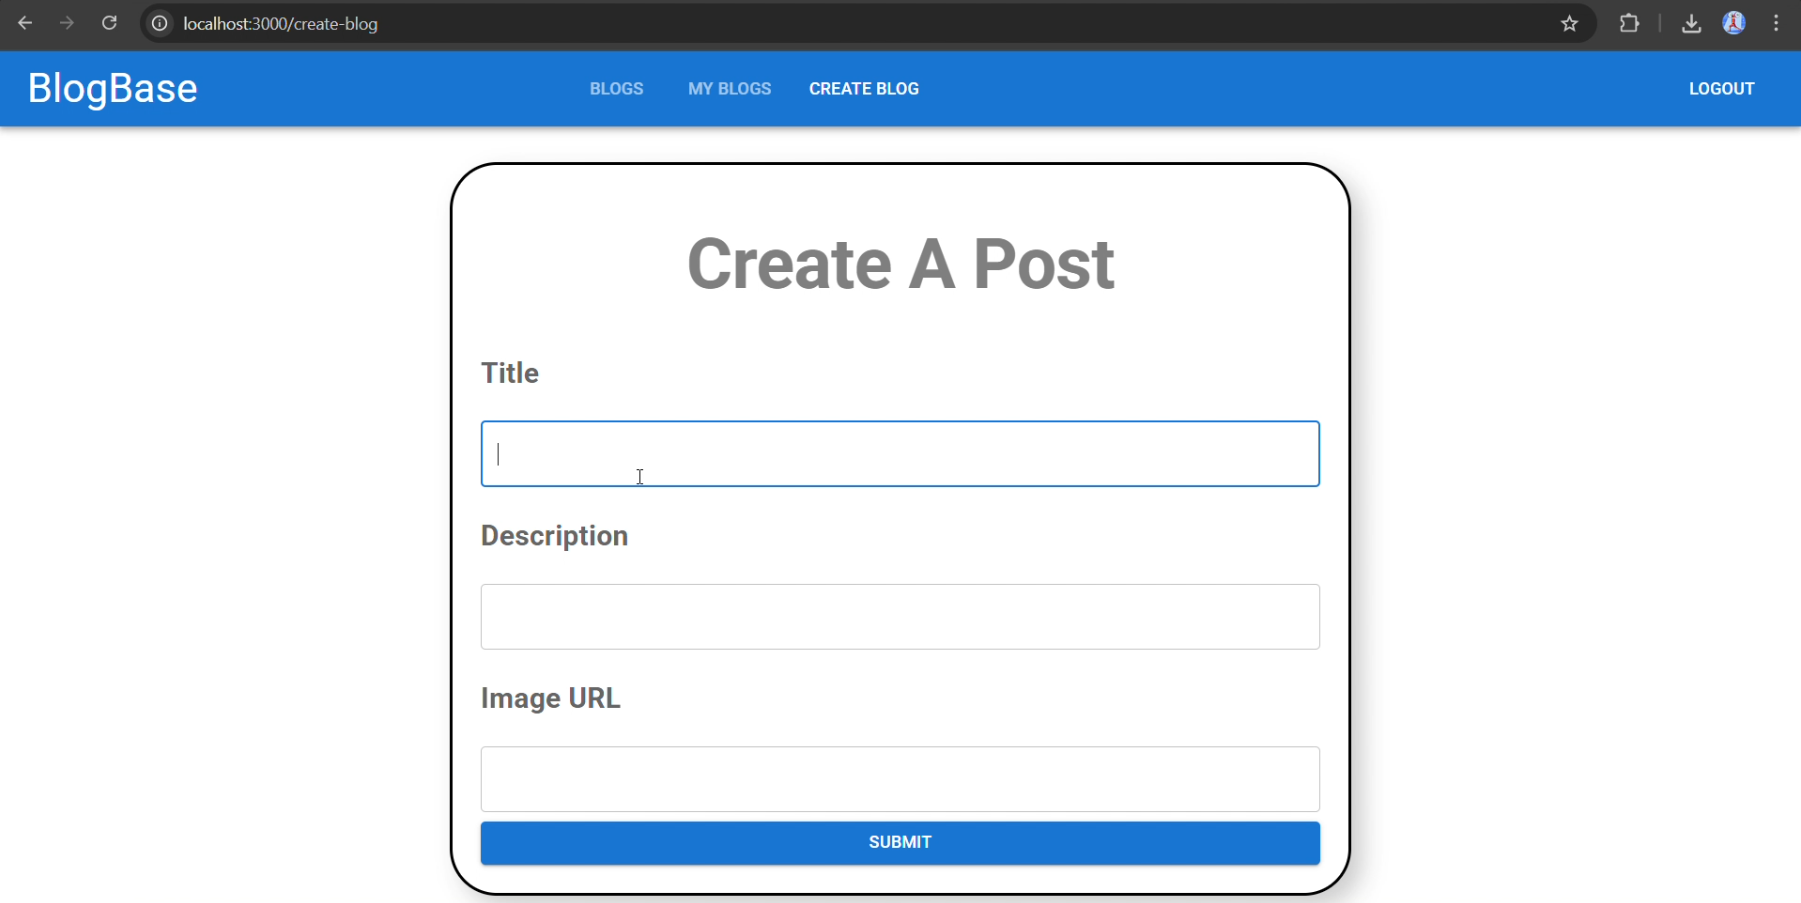 localhost:3000/create-blog
BlogBase
BLOGS
MY BLOGS
CREATE BLOG
LOGOUT
Create A Post
Title
Description
Image URL
SUBMIT